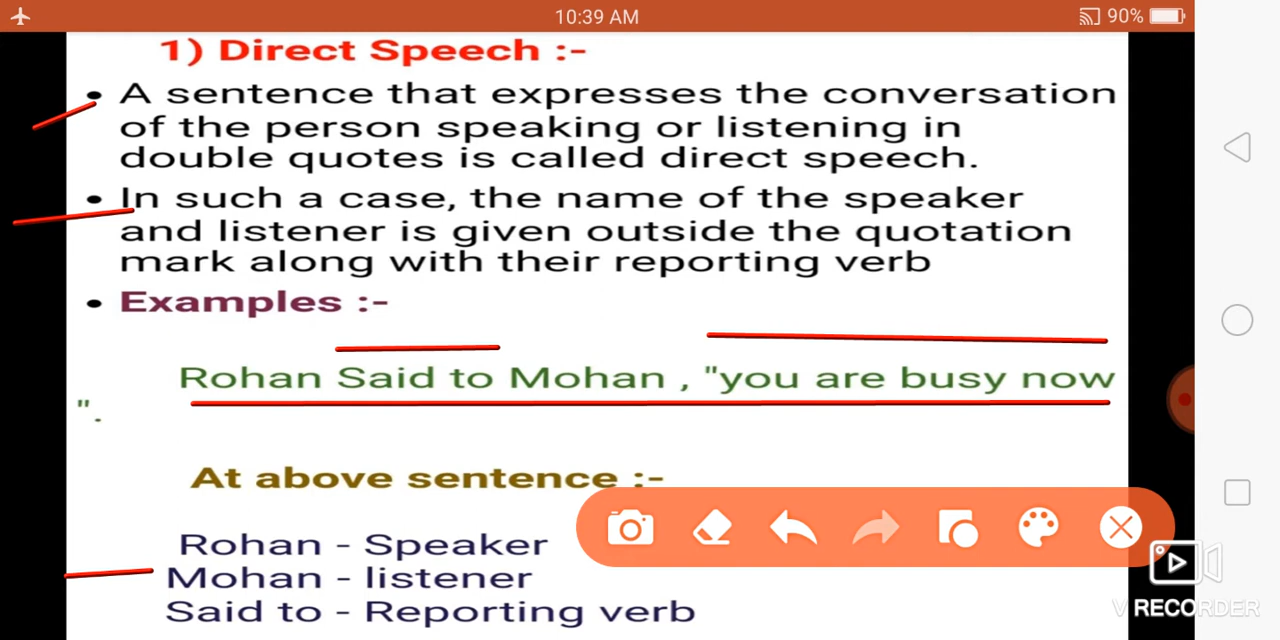 10:39 AM
90%
1) Direct Speech :-
• A sentence that expresses the conversation
of the person speaking or listening in
double quotes is called direct speech.
• In such a case, the name of the speaker
and listener is given outside the quotation
mark along with their reporting verb
• Examples :-
Rohan Said to Mohan , "you are busy now
".
At above sentence :-
Rohan - Speaker
Mohan - listener
Said to - Reporting verb
V RECORDER